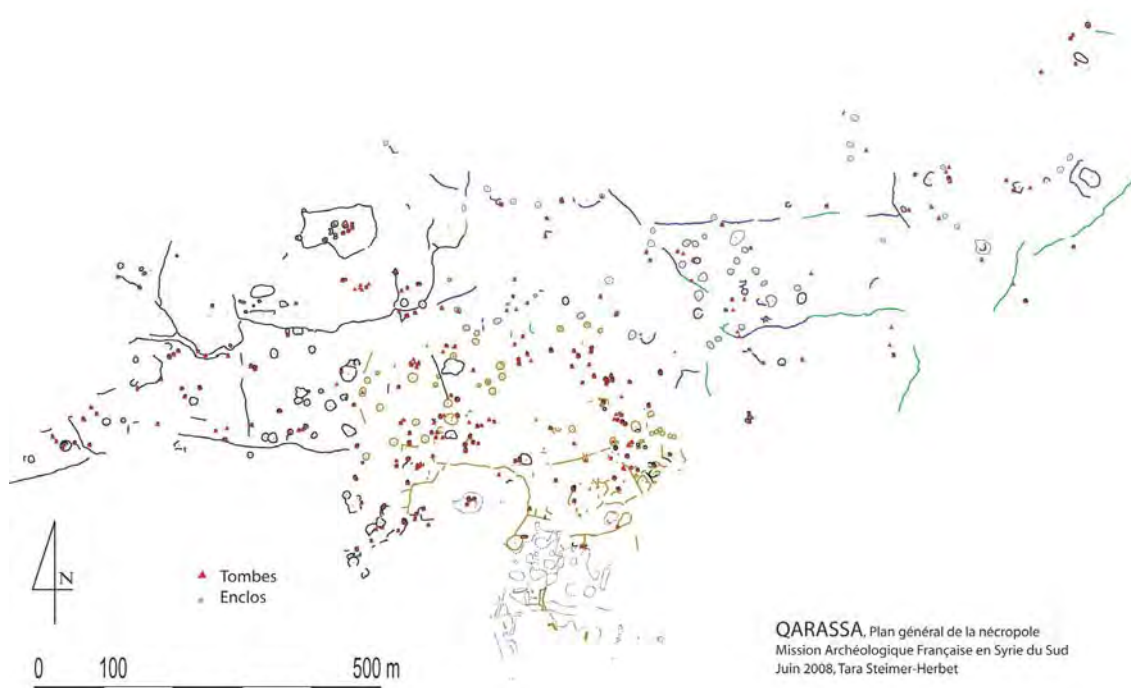 N
Tombes
Enclos
0 100 500 m
QARASSA, Plan général de la nécropole
Mission Archéologique Française en Syrie du Sud
Juin 2008, Tara Steimer-Herbet